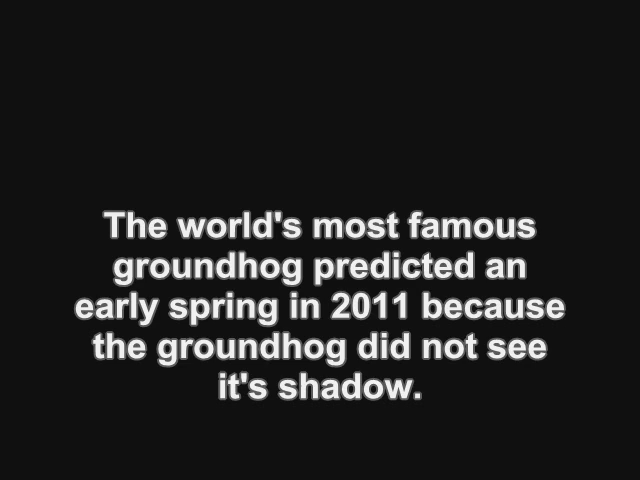 The world's most famous
groundhog predicted an
early spring in 2011 because
the groundhog did not see
it's shadow.